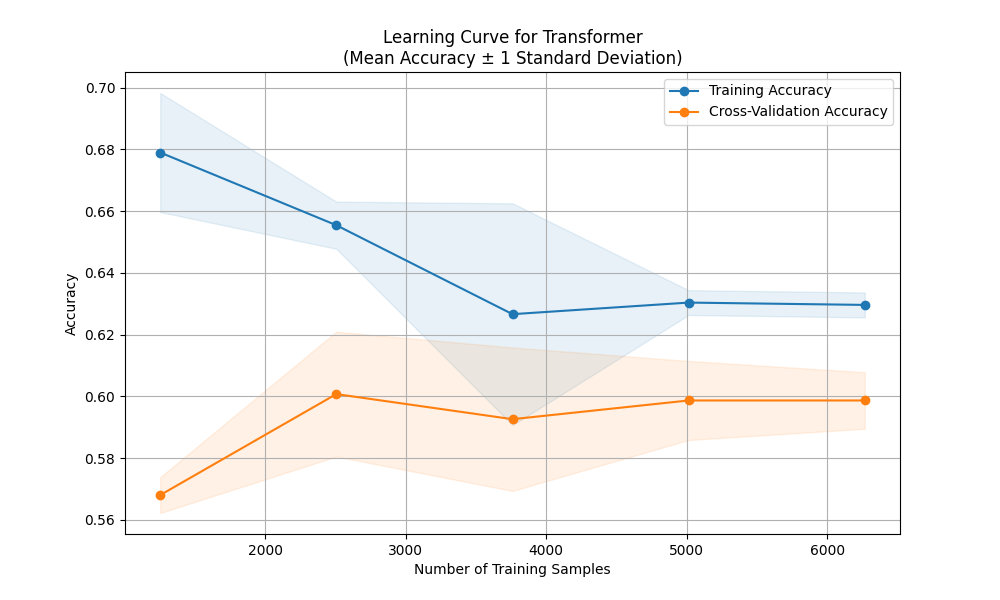 Learning Curve for Transformer
(Mean Accuracy ± 1 Standard Deviation)
Training Accuracy
Cross-Validation Accuracy
Accuracy
0.70
0.68
0.66
0.64
0.62
0.60
0.58
0.56
2000 3000 4000 5000 6000
Number of Training Samples